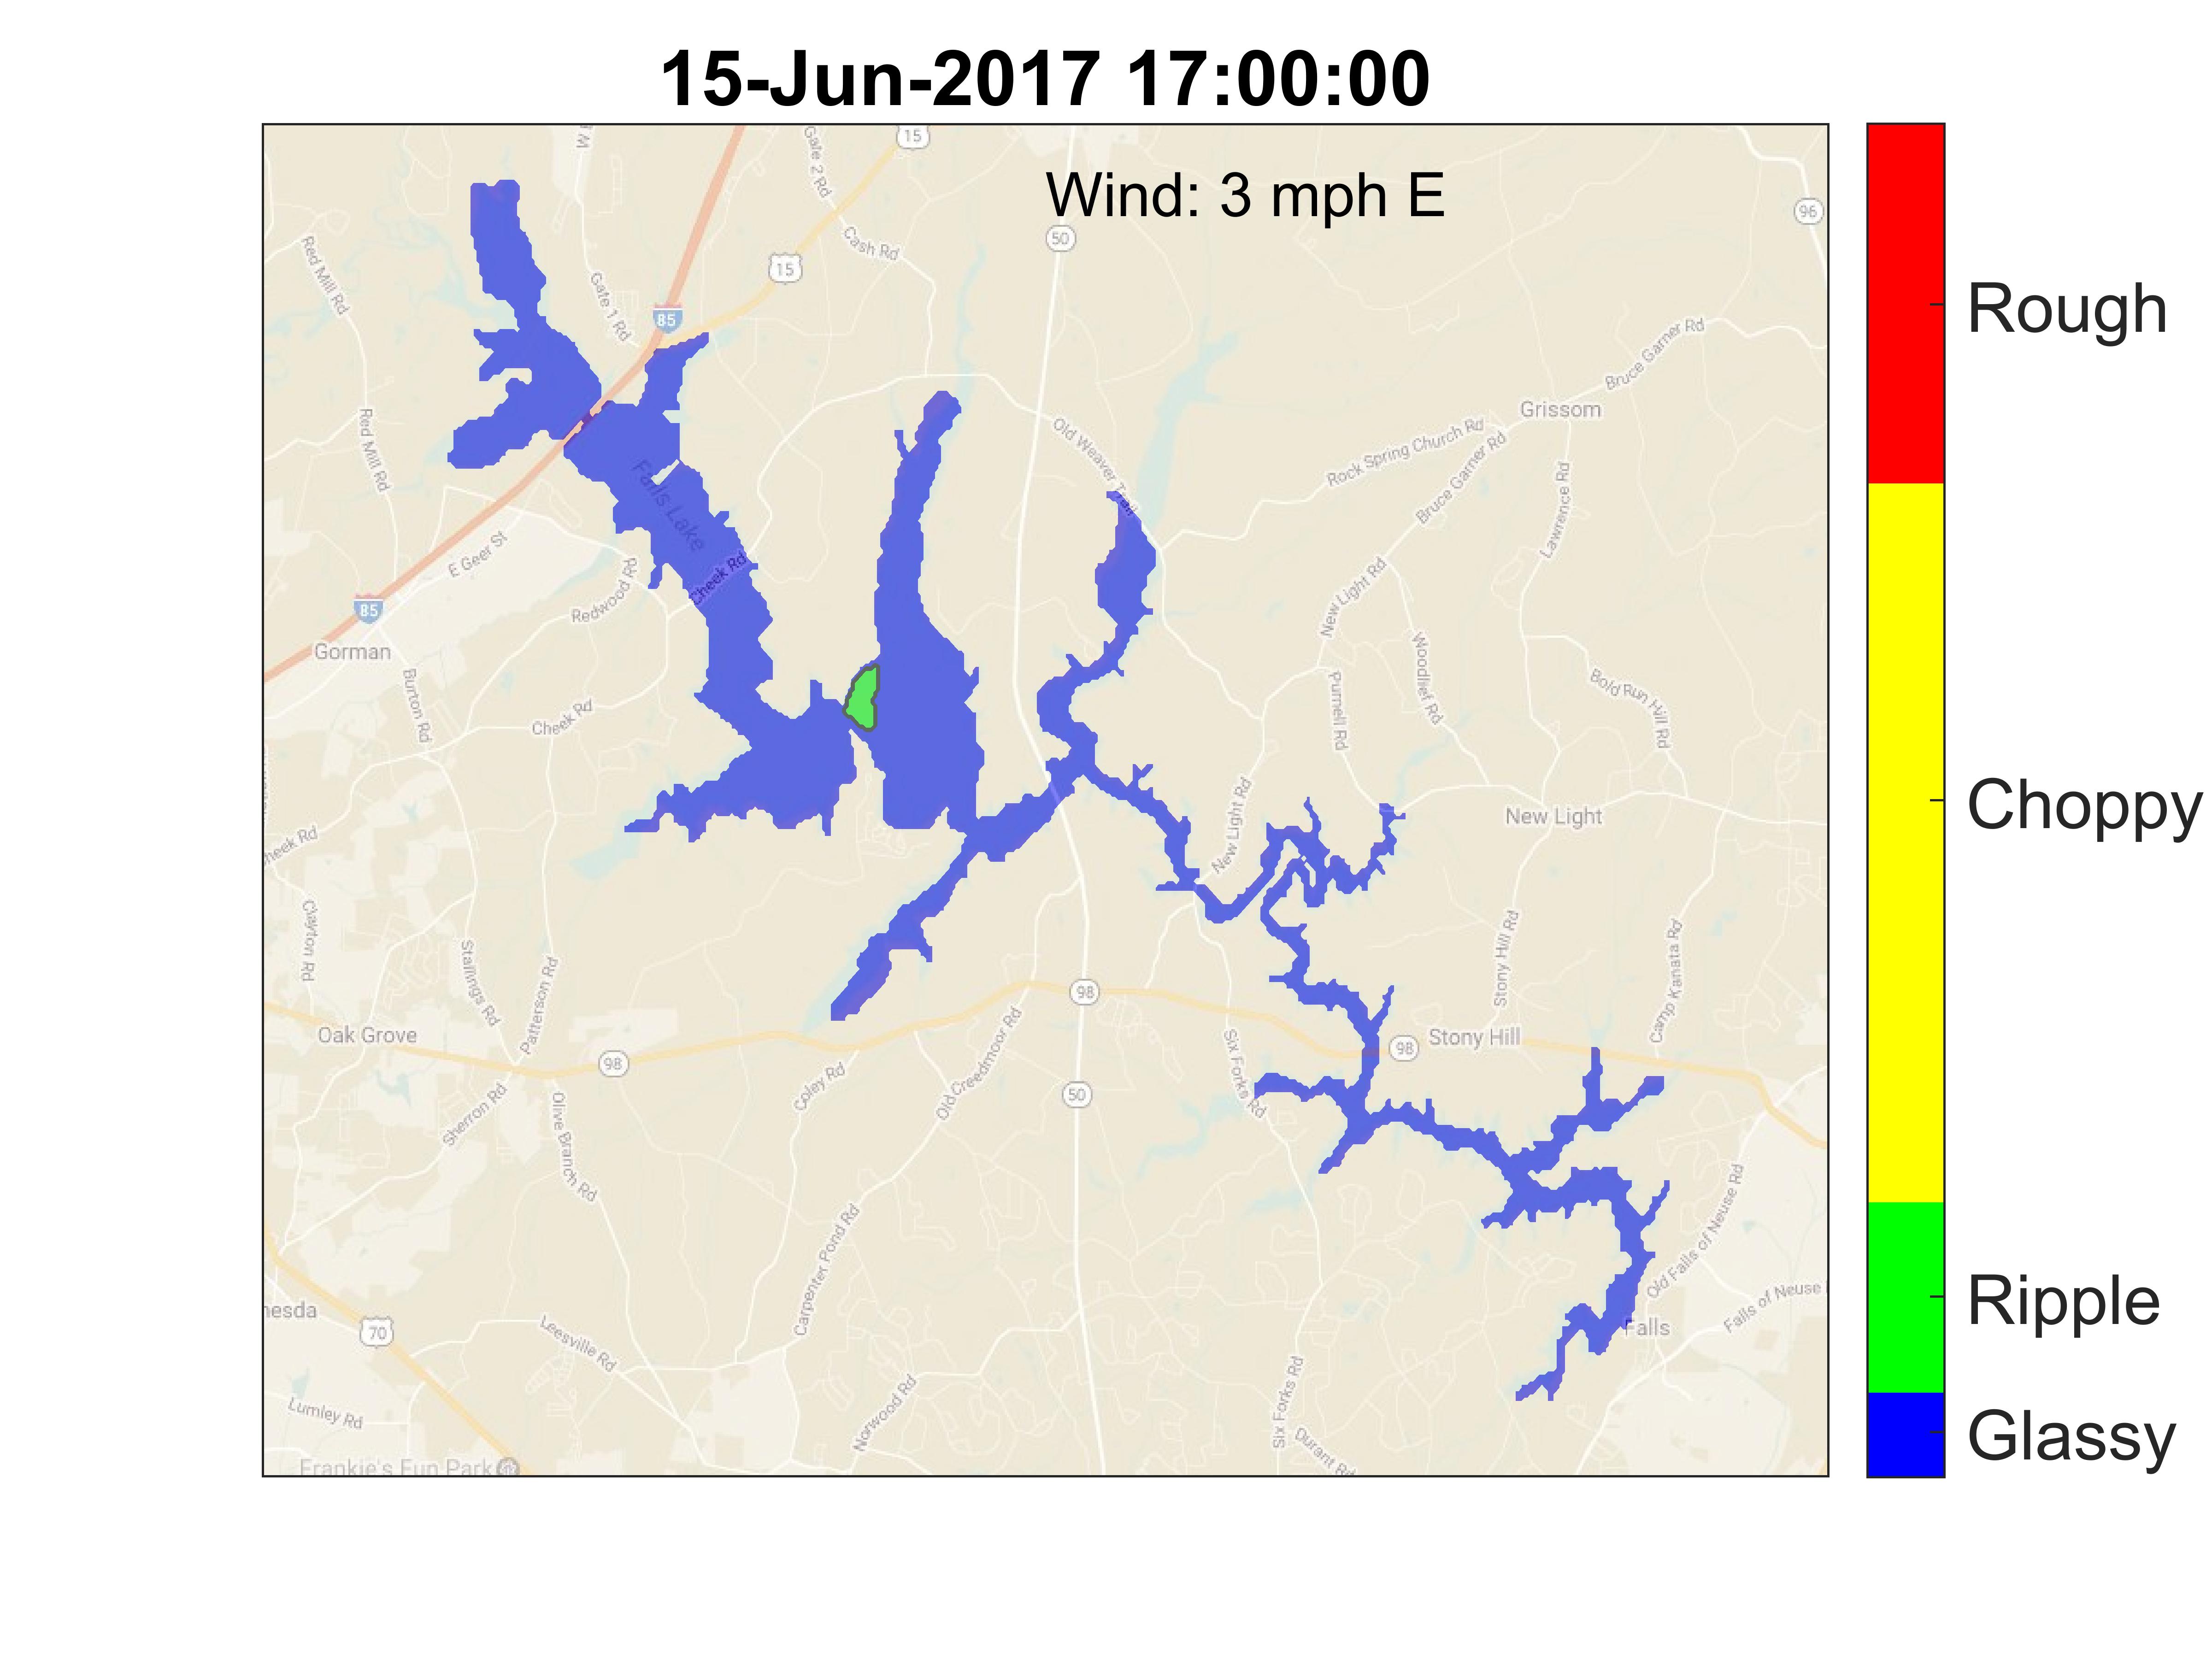 15-Jun-2017 17:00:00
Wind: 3 mph E
15
Gate 2 Rd
96
50
Cash Rd
Red Mill Rd
15
Gate 1 Rd
85
Bruce Garner Rd
Grissom
Red Mill Rd
Old Weaver Trail
Rock Spring Church Rd
Bruce Garner Rd
Falls Lake
Lawrence Rd
E Geer St
Cheek Rd
Redwood Rd
New Light Rd
85
Gorman
Burton Rd
Cheek Rd
Purnell Rd
Woodlief Rd
Bold Run Hill Rd
New Light Rd
New Light
heek Rd
Clayton Rd
Stallings Rd
Patterson Rd
Stony Hill Rd
Camp Kanata Rd
98
Oak Grove
98
98
Stony Hill
Six Forks Rd
Coley Rd
Old Creedmoor Rd
50
Sherron Rd
Olive Branch Rd
Carpenter Pond Rd
Old Falls of Neuse Rd
Falls of Neuse
Falls
nesda
70
Leesville Rd
Lumley Rd
Norwood Rd
Six Forks Rd
Durant Rd
Frankie's Fun Park
Rough
Choppy
Ripple
Glassy